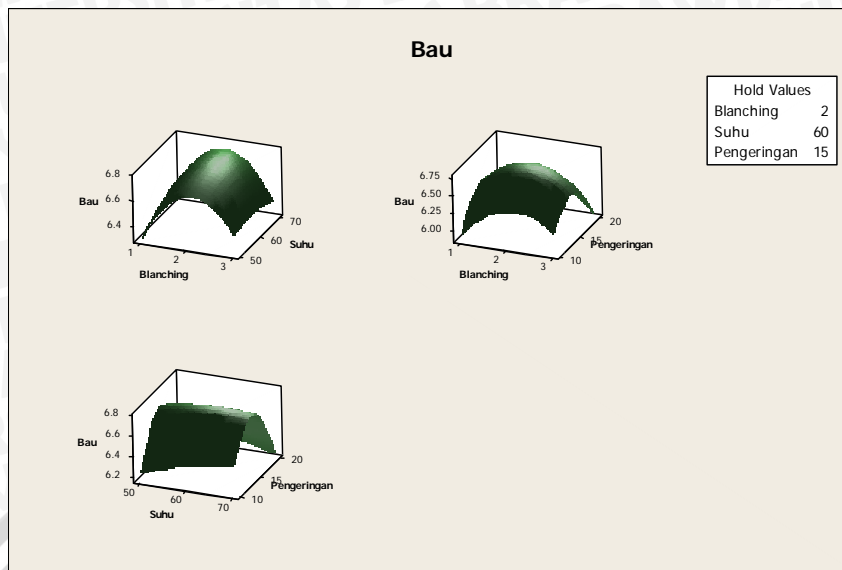 Bau
Hold Values
Blanching 2
Suhu 60
Pengeringan 15
6.8
Bau 6.6
6.4
1 2 3
Blanching
50 60 70
Suhu
6.75
Bau 6.50
6.25
6.00
1 2 3
Blanching
10 15 20
Pengeringan
6.8
Bau 6.6
6.4
6.2
50 60 70
Suhu
10 15 20
Pengeringan